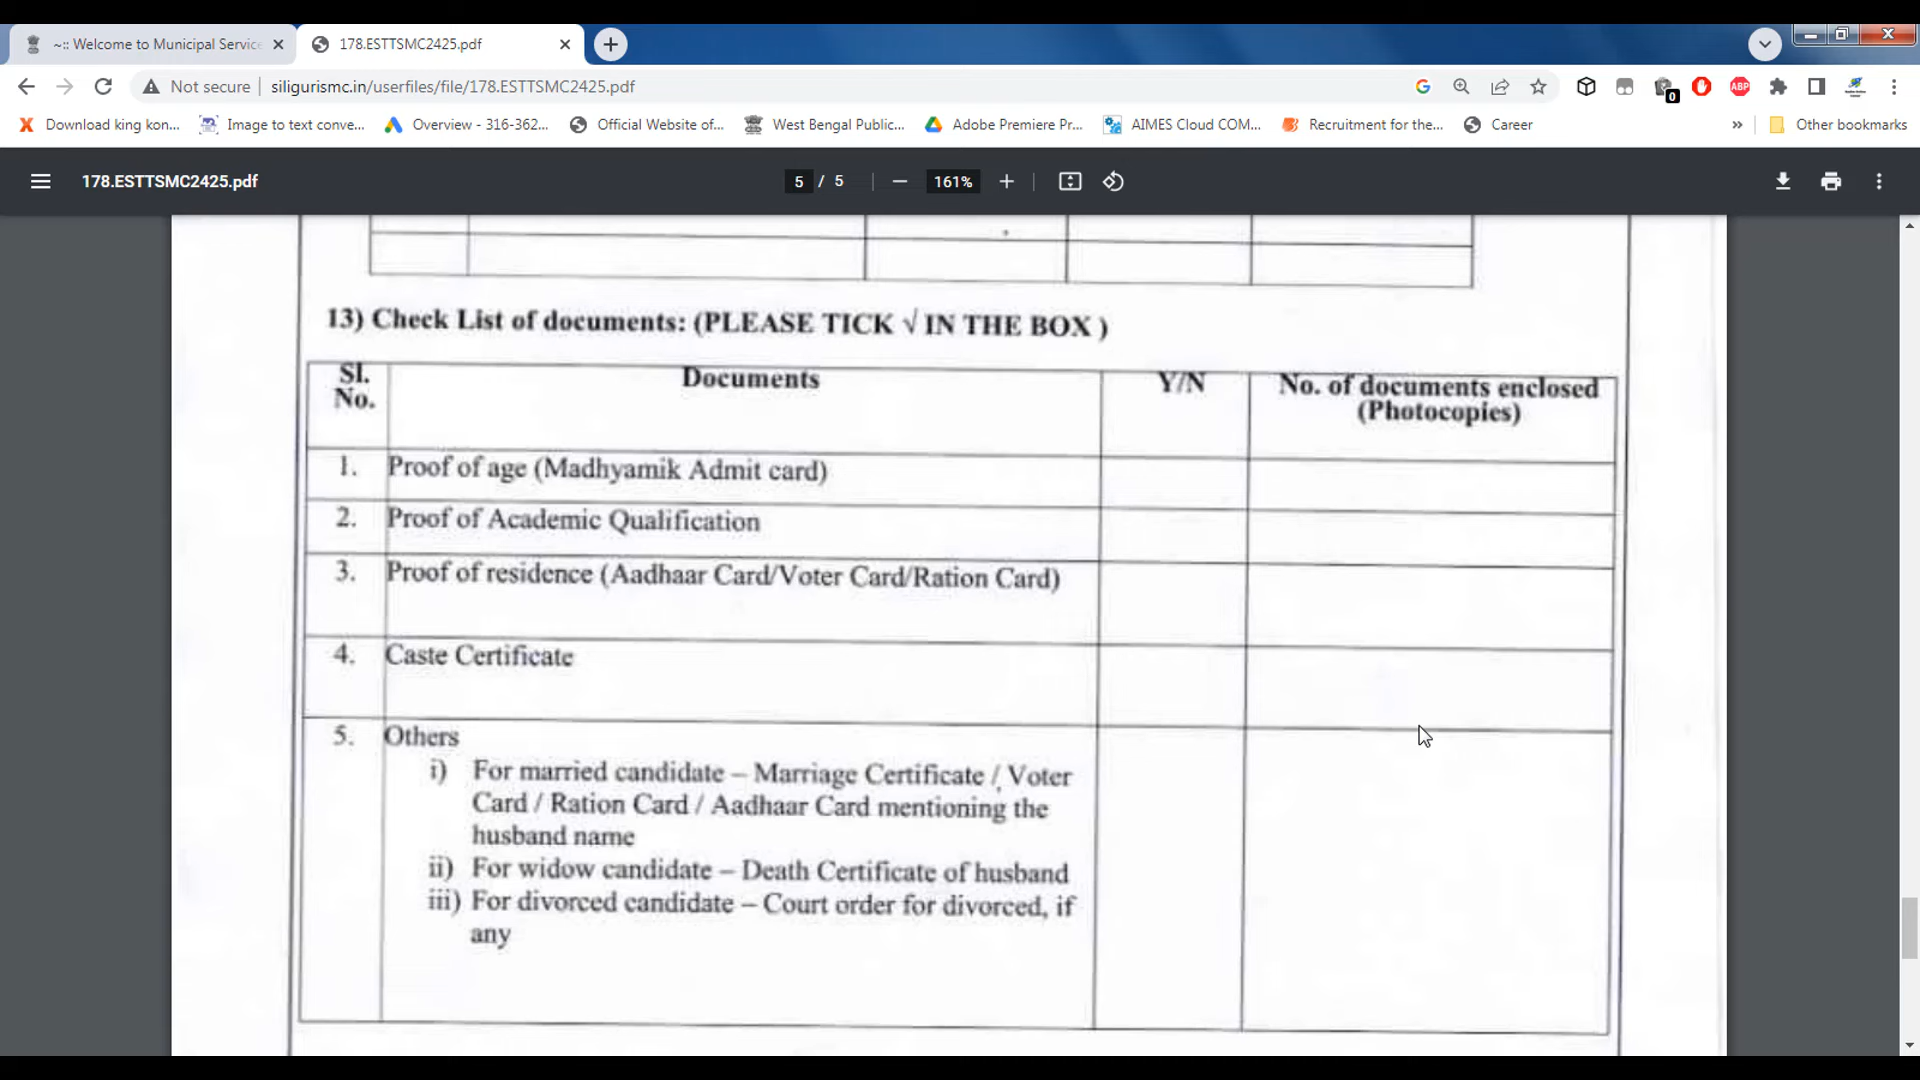 ~:: Welcome to Municipal Service
178.ESTTSMC2425.pdf
Not secure
siligurismc.in/userfiles/file/178.ESTTSMC2425.pdf
0
ABP
Download king kon...
Image to text conve...
Overview - 316-362...
Official Website of...
West Bengal Public...
Adobe Premiere Pr...
AIMES Cloud COM...
Recruitment for the...
Career
»
Other bookmarks
178.ESTTSMC2425.pdf
5 / 5
161%
13) Check List of documents: (PLEASE TICK √ IN THE BOX )
Sl. No.
Documents
Y/N
No. of documents enclosed
(Photocopies)
1. Proof of age (Madhyamik Admit card)
2. Proof of Academic Qualification
3. Proof of residence (Aadhaar Card/Voter Card/Ration Card)
4. Caste Certificate
5. Others
i) For married candidate – Marriage Certificate / Voter
Card / Ration Card / Aadhaar Card mentioning the
husband name
ii) For widow candidate – Death Certificate of husband
iii) For divorced candidate – Court order for divorced, if
any